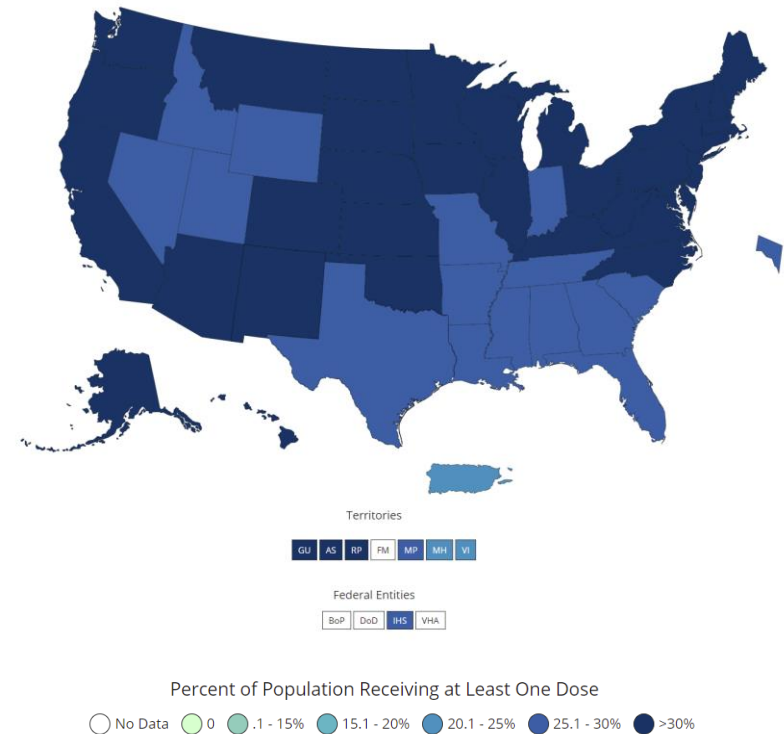 Territories
GU AS RP FM MP MH VI
Federal Entities
BoP DoD IHS VHA
Percent of Population Receiving at Least One Dose
No Data 0 .1 - 15% 15.1 - 20% 20.1 - 25% 25.1 - 30% >30%